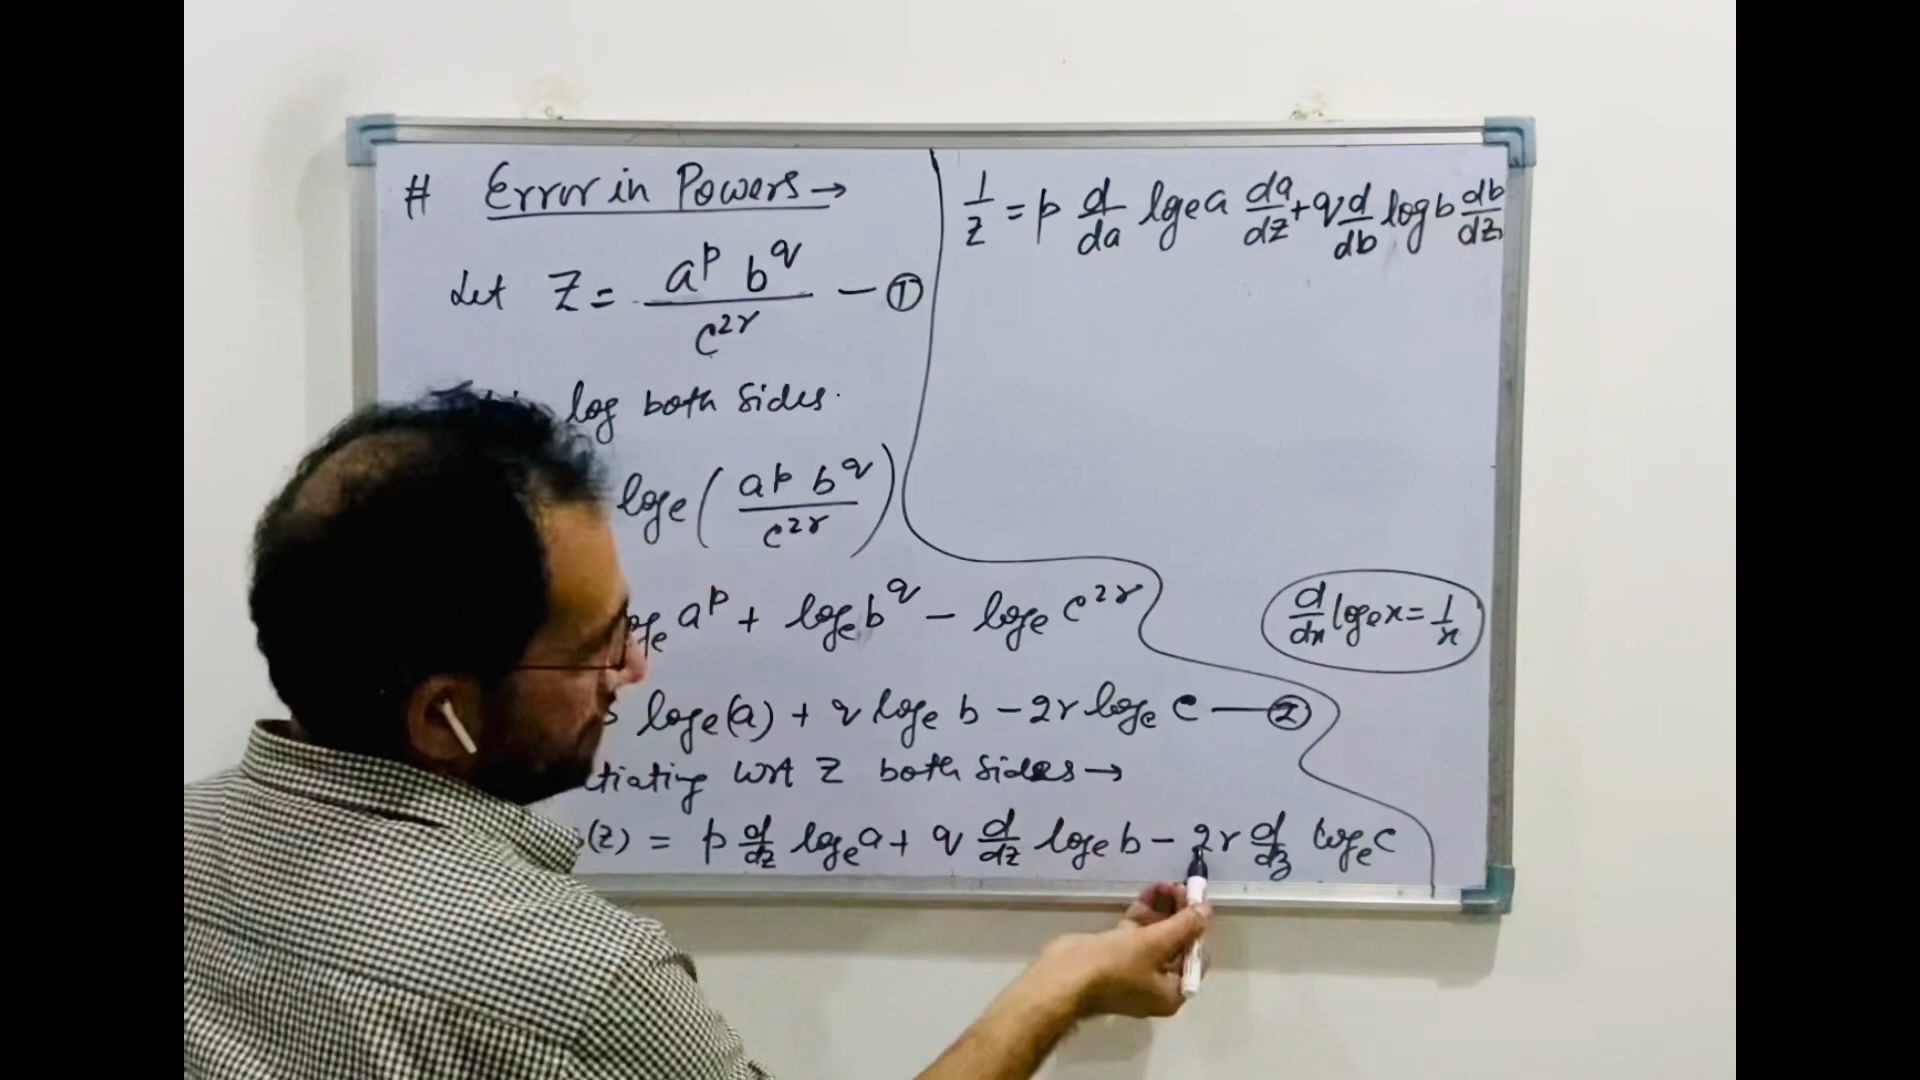 # Error in Powers →
Let Z = a^p b^q / c^2r — ①
log both sides.
loge ( a^p b^q / c^2r )
loge a^p + loge b^q − loge c^2r
loge(a) + q loge b − 2r loge c — ②
tiating wrt Z both sides →
(z) = p d/dz loge a + q d/dz loge b − 2r d/dz loge c
1/z = p d/da loge a da/dz + q d/db log b db/dz
d/dx loge x = 1/x